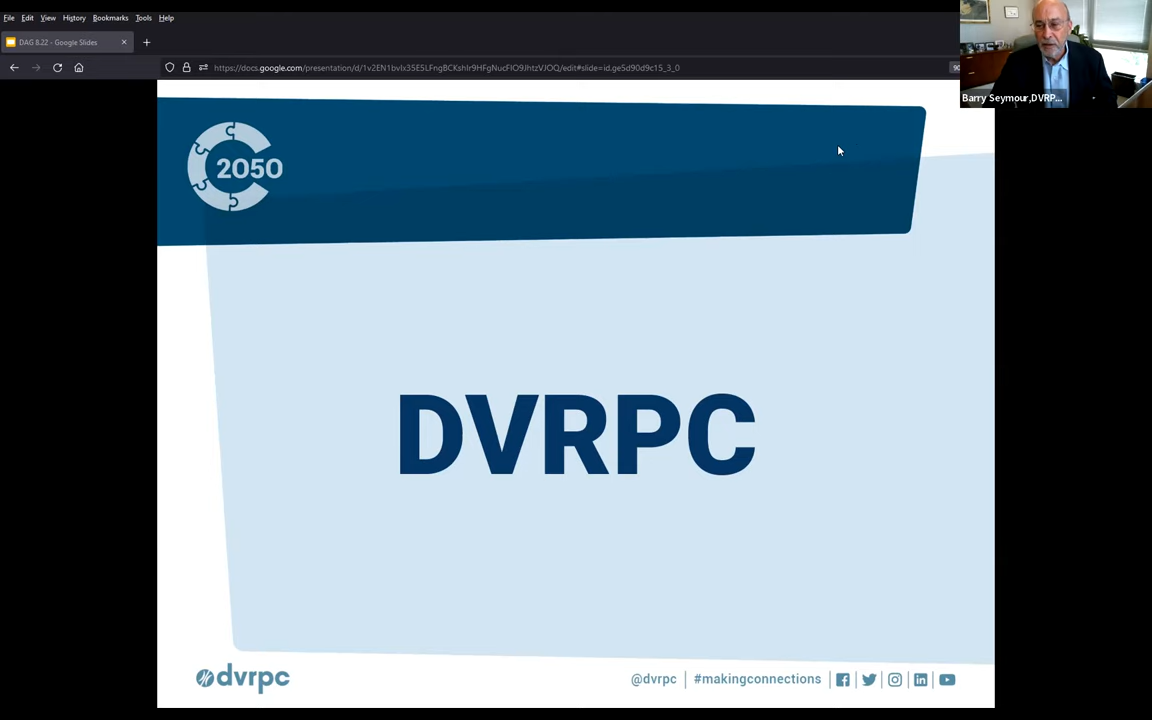 File Edit View History Bookmarks Tools Help
DAG 8.22 - Google Slides
Barry Seymour,DVRP...
2050
DVRPC
dvrpc
@dvrpc | #makingconnections